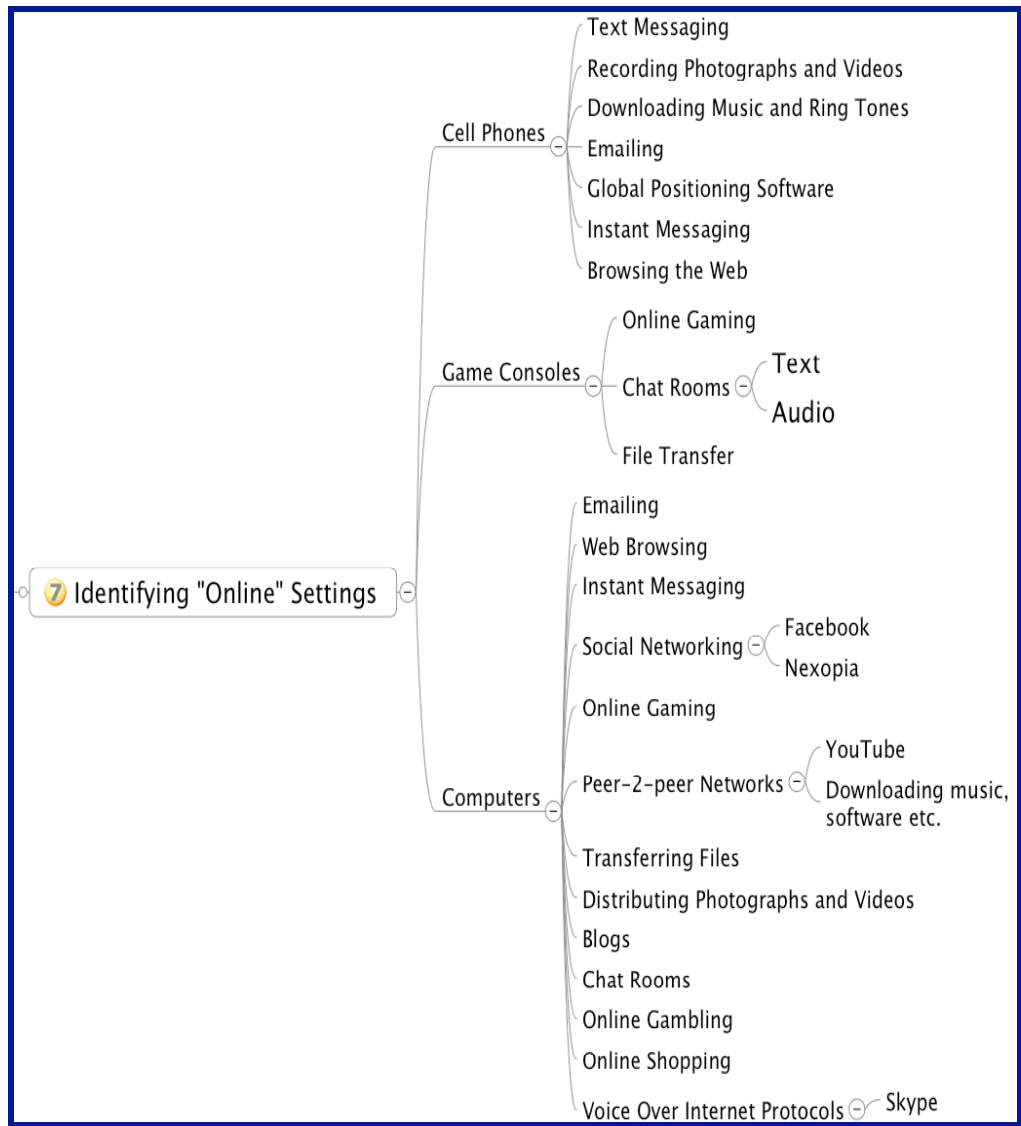 7 Identifying "Online" Settings
Cell Phones
Text Messaging
Recording Photographs and Videos
Downloading Music and Ring Tones
Emailing
Global Positioning Software
Instant Messaging
Browsing the Web
Game Consoles
Online Gaming
Chat Rooms
Text
Audio
File Transfer
Computers
Emailing
Web Browsing
Instant Messaging
Social Networking
Facebook
Nexopia
Online Gaming
Peer-2-peer Networks
YouTube
Downloading music,
software etc.
Transferring Files
Distributing Photographs and Videos
Blogs
Chat Rooms
Online Gambling
Online Shopping
Voice Over Internet Protocols
Skype